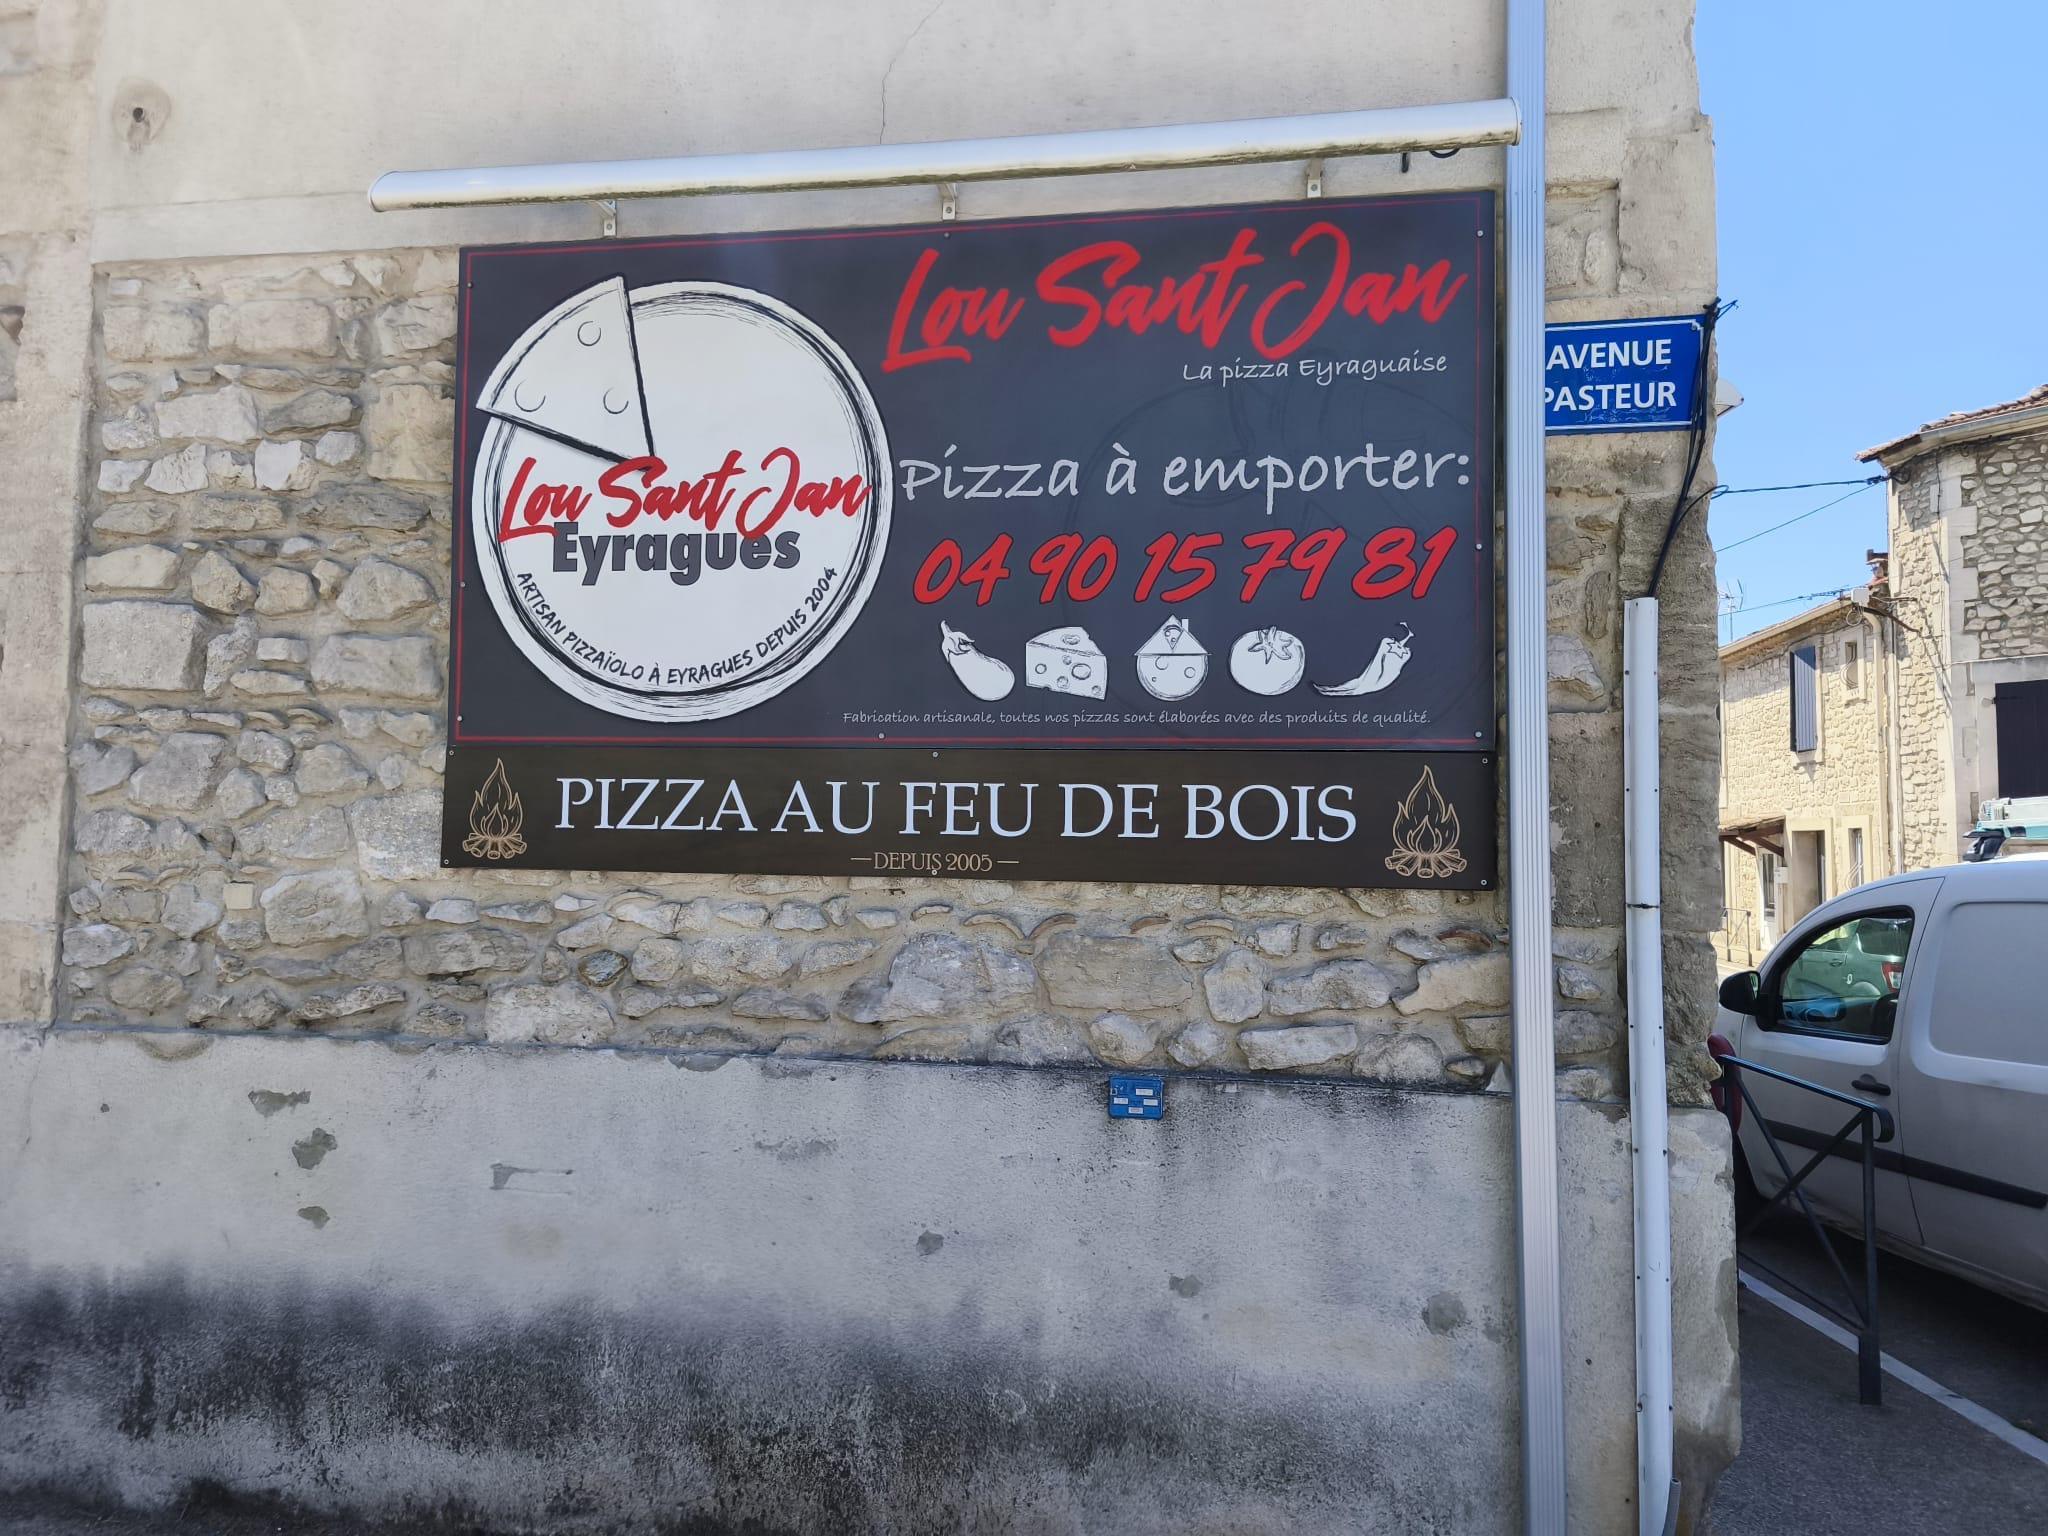 Lou Sant Jan
Eyragues
ARTISAN PIZZAÏOLO À EYRAGUES DEPUIS 2004
Lou Sant Jan
La pizza Eyraguaise
Pizza à emporter:
04 90 15 79 81
Fabrication artisanale, toutes nos pizzas sont élaborées avec des produits de qualité.
PIZZA AU FEU DE BOIS
—DEPUIS 2005—
AVENUE
PASTEUR